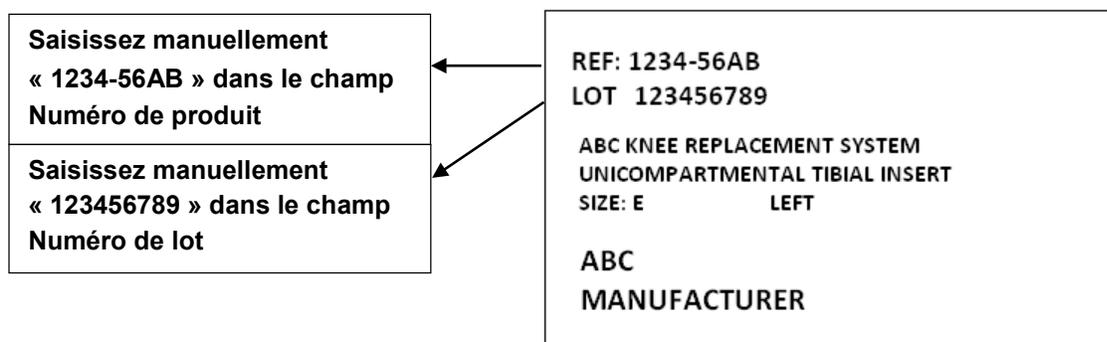 Saisissez manuellement
« 1234-56AB » dans le champ
Numéro de produit
Saisissez manuellement
« 123456789 » dans le champ
Numéro de lot
REF: 1234-56AB
LOT 123456789
ABC KNEE REPLACEMENT SYSTEM
UNICOMPARTMENTAL TIBIAL INSERT
SIZE: E LEFT
ABC
MANUFACTURER